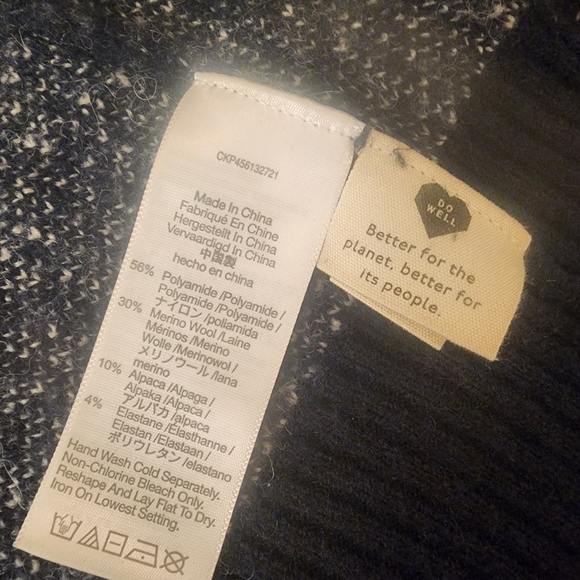 CKP456132721
Made In China
Fabriqué En Chine
Hergestellt In China
Vervaardigd In China
中国製
hecho en china
56% Polyamide /Polyamide /
Polyamide /Polyamide /
ナイロン /poliamida
30% Merino Wool /Laine
Mérinos /Merino
Wolle /Merinowol /
メリノウール /lana
merino
10% Alpaca /Alpaga /
Alpaka /Alpaca /
アルパカ /alpaca
4% Elastane /Élasthanne /
Elastan /Elastaan /
ポリウレタン /elastano
Hand Wash Cold Separately.
Non-Chlorine Bleach Only.
Reshape And Lay Flat To Dry.
Iron On Lowest Setting.
DO
WELL
Better for the
planet, better for
its people.